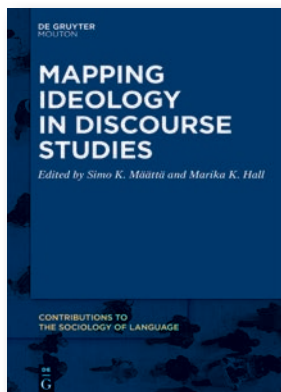 DE GRUYTER
MOUTON
MAPPING
IDEOLOGY
IN DISCOURSE
STUDIES
Edited by Simo K. Määttä and Marika K. Hall
CONTRIBUTIONS TO
THE SOCIOLOGY OF LANGUAGE
DE
G